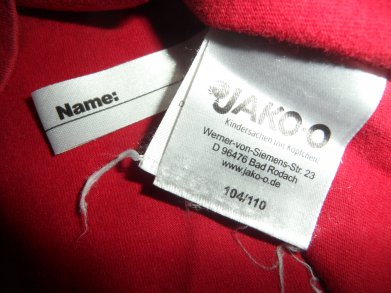 Name:
JAKO-O
Kindersachen mit Köpfchen.
Werner-von-Siemens-Str. 23
D 96476 Bad Rodach
www.jako-o.de
104/110